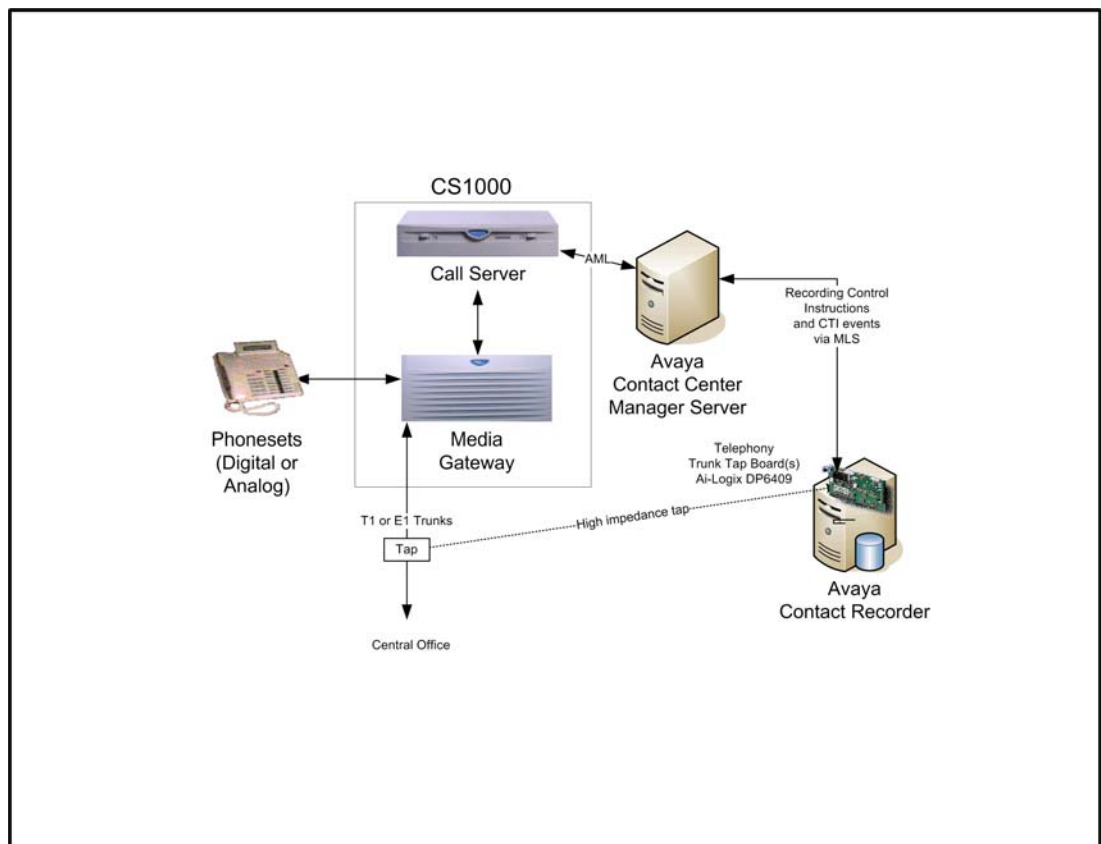 CS1000
Call Server
AML
Avaya
Contact Center
Manager Server
Recording Control
Instructions
and CTI events
via MLS
Phonesets
(Digital or
Analog)
Media
Gateway
Telephony
Trunk Tap Board(s)
Ai-Logix DP6409
T1 or E1 Trunks
Tap
High impedance tap
Central Office
Avaya
Contact Recorder